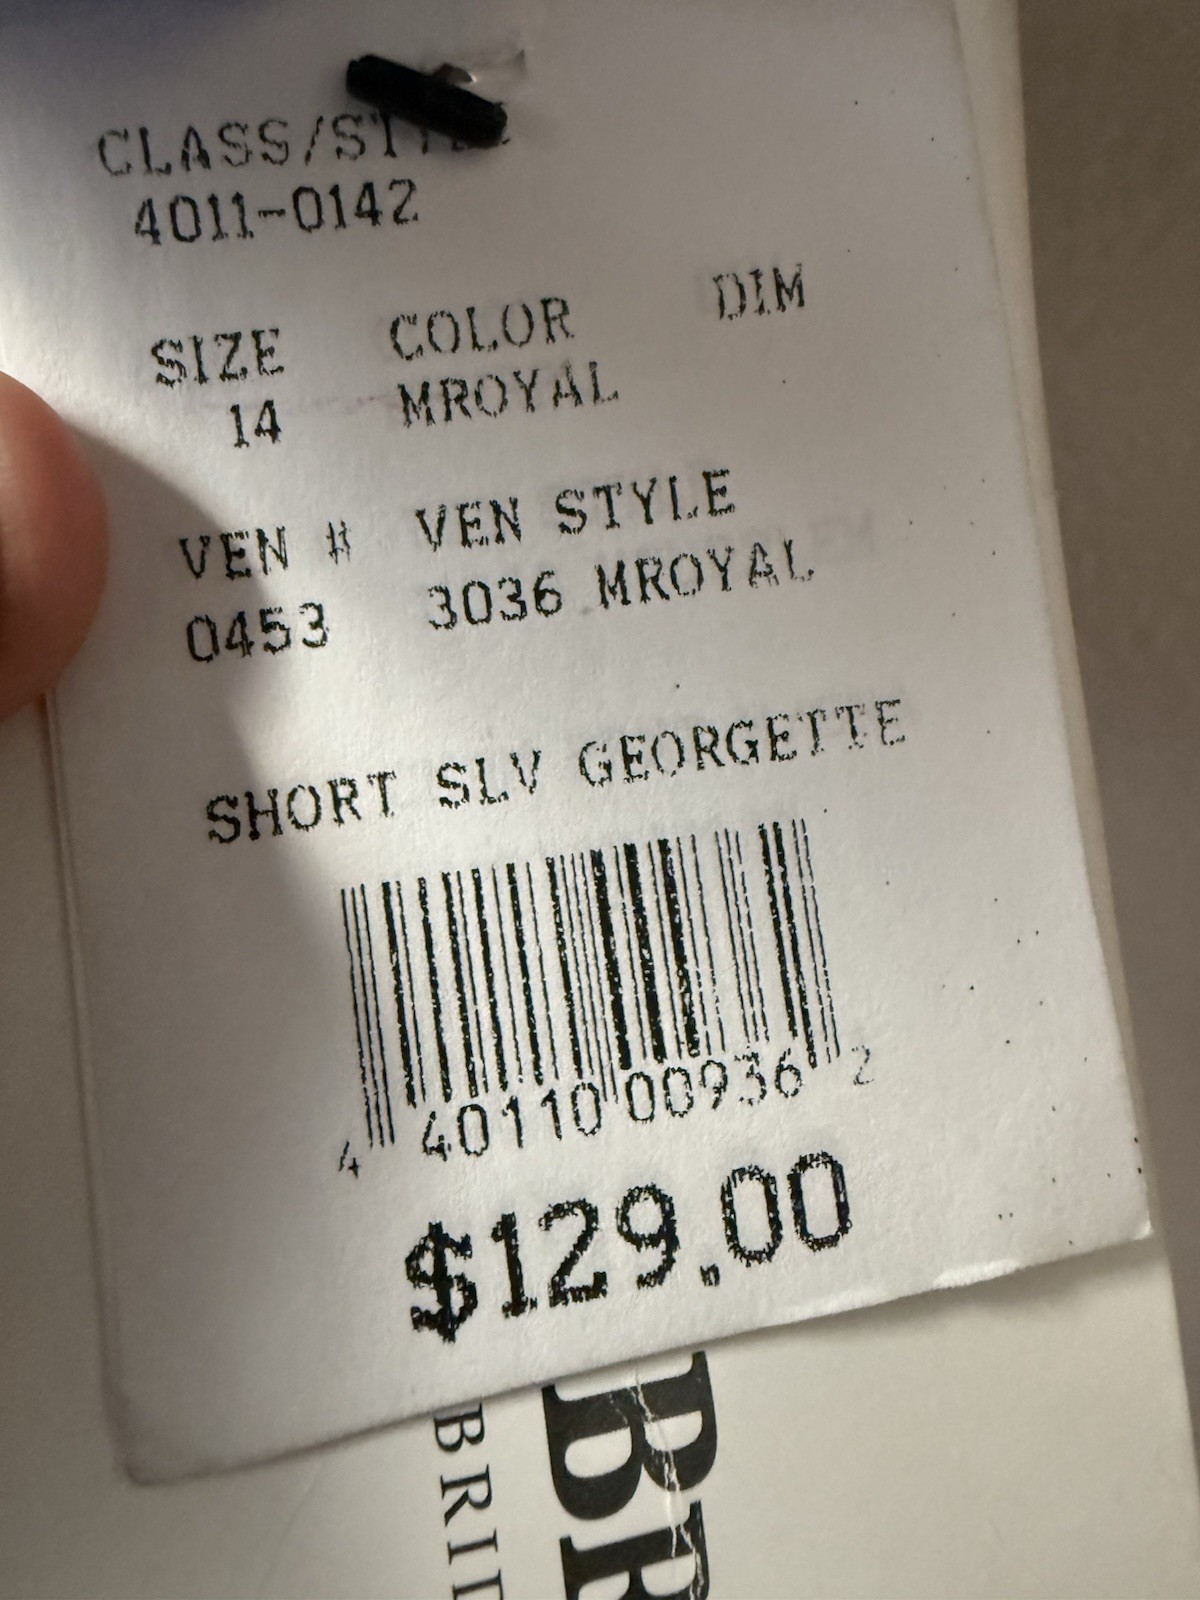 CLASS/STYLE
4011-0142
SIZE COLOR DIM
14 MROYAL
VEN # VEN STYLE
0453 3036 MROYAL
SHORT SLV GEORGETTE
4 40110 00936 2
$129.00